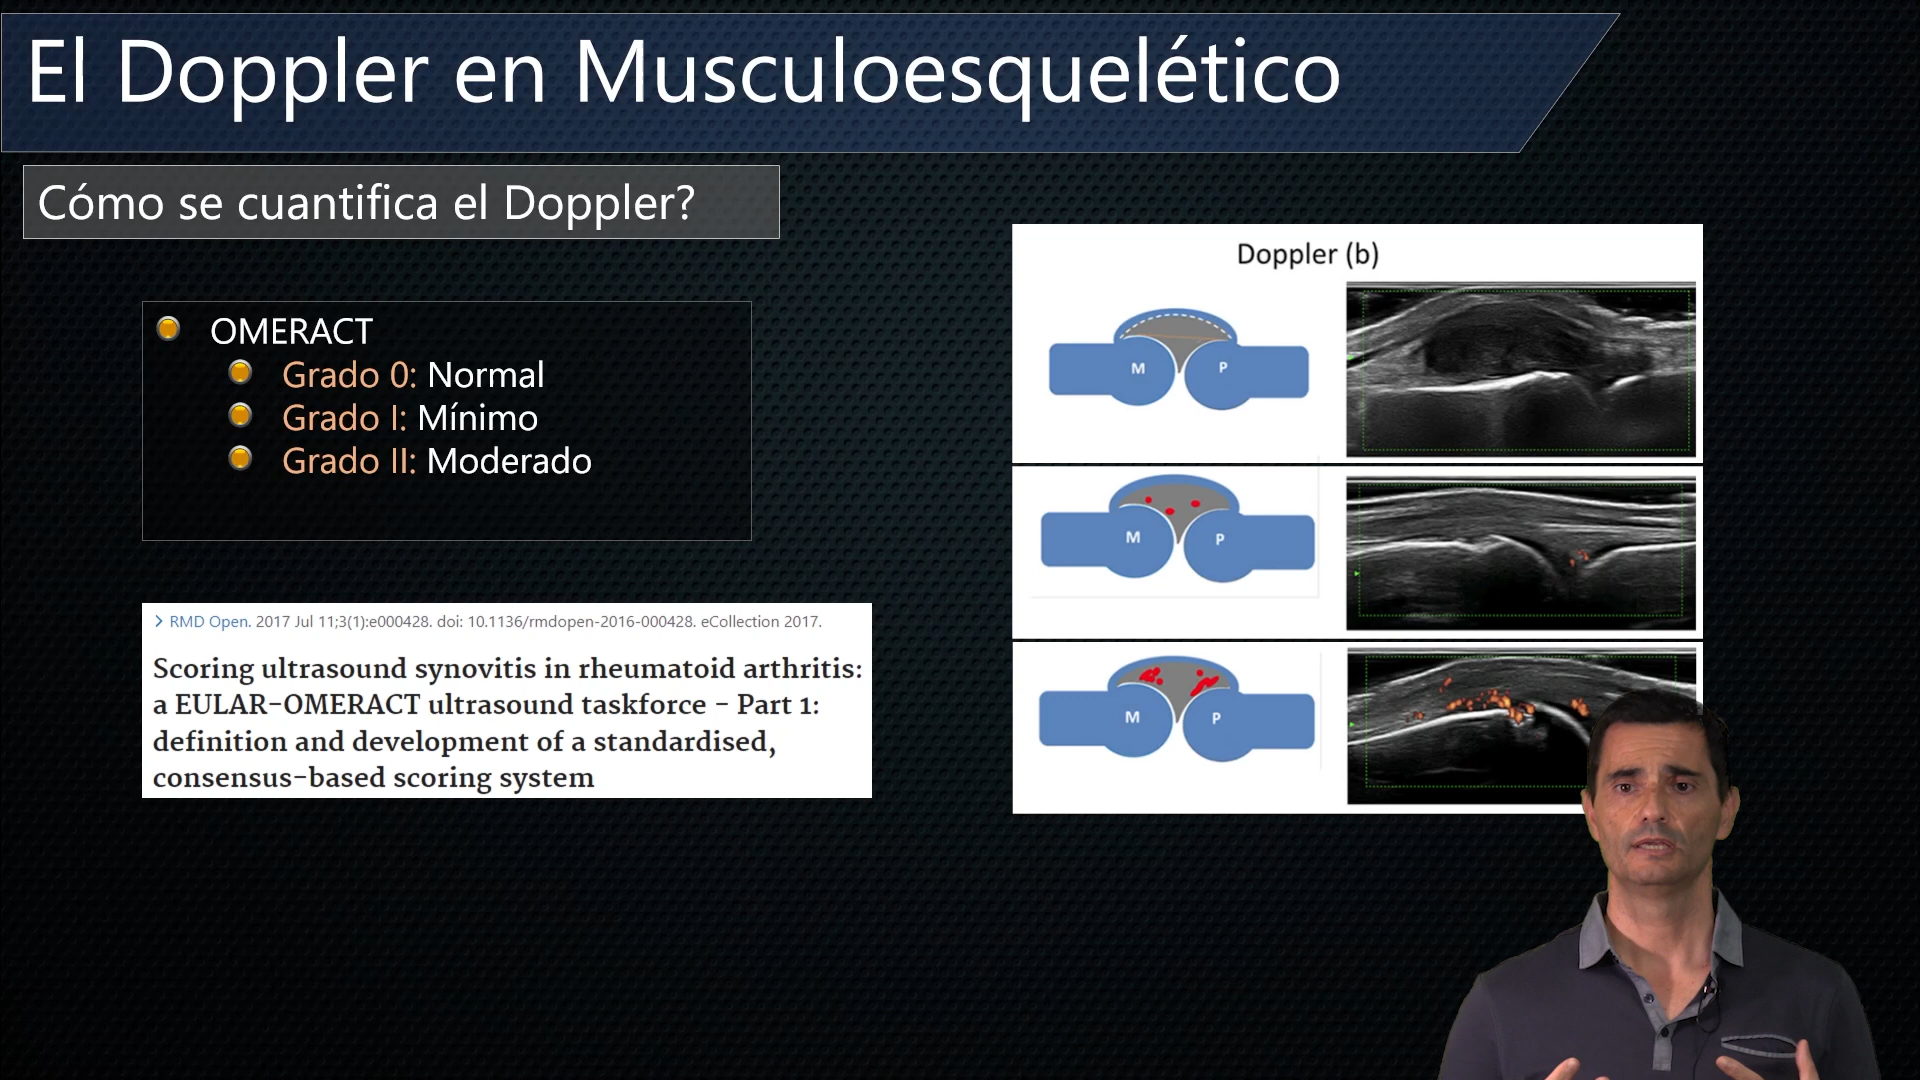 El Doppler en Musculoesquelético
Cómo se cuantifica el Doppler?
OMERACT
Grado 0: Normal
Grado I: Mínimo
Grado II: Moderado
> RMD Open. 2017 Jul 11;3(1):e000428. doi: 10.1136/rmdopen-2016-000428. eCollection 2017.
Scoring ultrasound synovitis in rheumatoid arthritis:
a EULAR-OMERACT ultrasound taskforce - Part 1:
definition and development of a standardised,
consensus-based scoring system
Doppler (b)
M P
M P
M P